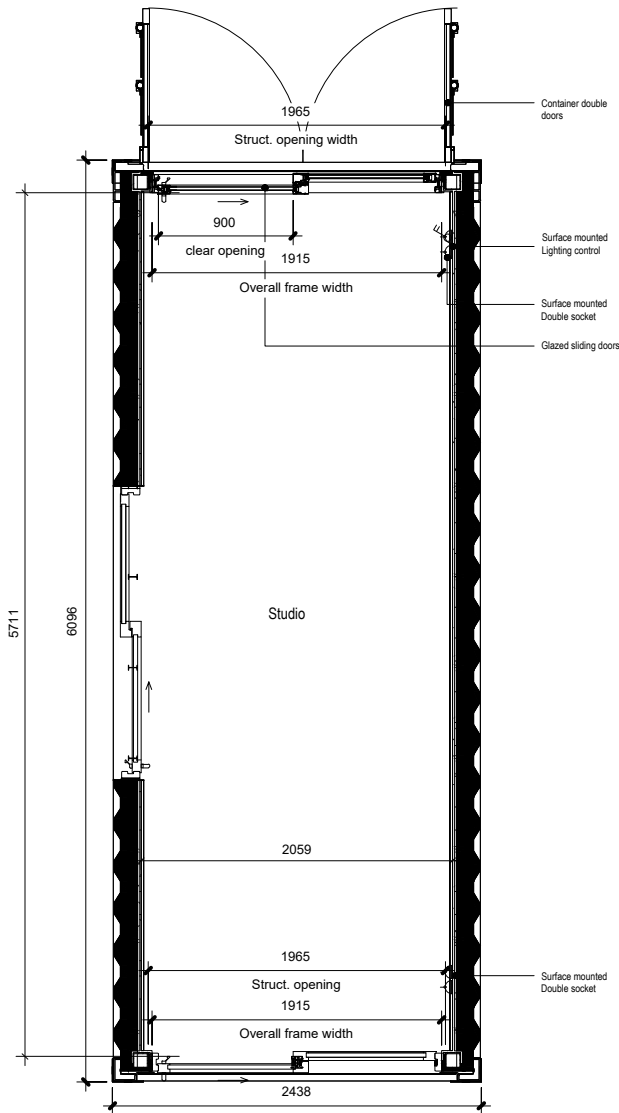 1965
Struct. opening width
Container double
doors
900
clear opening
1915
Overall frame width
Surface mounted
Lighting control
Surface mounted
Double socket
Glazed sliding doors
5711
6096
Studio
2059
1965
Struct. opening
1915
Overall frame width
Surface mounted
Double socket
2438